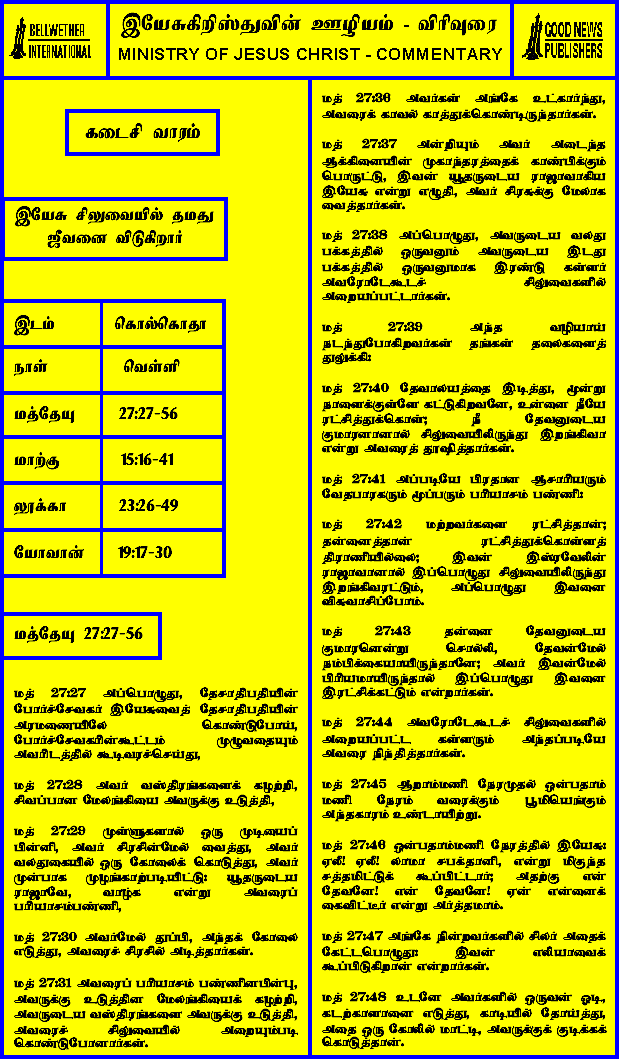 BELLWETHER
INTERNATIONAL
இயேசுகிறிஸ்துவின் ஊழியம் - விரிவுரை
MINISTRY OF JESUS CHRIST - COMMENTARY
GOOD NEWS
PUBLISHERS
கடைசி வாரம்
இயேசு சிலுவையில் தமது
ஜீவனை விடுகிறார்
இடம் கொல்கொதா
நாள் வெள்ளி
மத்தேயு 27:27-56
மாற்கு 15:16-41
லூக்கா 23:26-49
யோவான் 19:17-30
மத்தேயு 27:27-56
மத் 27:27 அப்பொழுது, தேசாதிபதியின்
போர்ச்சேவகர் இயேசுவைத் தேசாதிபதியின்
அரமணையிலே கொண்டுபோய்,
போர்ச்சேவகரின்கூட்டம் முழுவதையும்
அவரிடத்தில் கூடிவரச்செய்து,
மத் 27:28 அவர் வஸ்திரங்களைக் கழற்றி,
சிவப்பான மேலங்கியை அவருக்கு உடுத்தி,
மத் 27:29 முள்ளுகளால் ஒரு முடியைப்
பின்னி, அவர் சிரசின்மேல் வைத்து, அவர்
வலதுகையில் ஒரு கோலைக் கொடுத்து, அவர்
முன்பாக முழங்காற்படியிட்டு: யூதருடைய
ராஜாவே, வாழ்க என்று அவரைப்
பரியாசம்பண்ணி,
மத் 27:30 அவர்மேல் துப்பி, அந்தக் கோலை
எடுத்து, அவரைச் சிரசில் அடித்தார்கள்.
மத் 27:31 அவரைப் பரியாசம் பண்ணினபின்பு,
அவருக்கு உடுத்தின மேலங்கியைக் கழற்றி,
அவருடைய வஸ்திரங்களை அவருக்கு உடுத்தி,
அவரைச் சிலுவையில் அறையும்படி
கொண்டுபோனார்கள்.
மத் 27:36 அவர்கள் அங்கே உட்கார்ந்து,
அவரைக் காவல் காத்துக்கொண்டிருந்தார்கள்.
மத் 27:37 அன்றியும் அவர் அடைந்த
ஆக்கினையின் முகாந்தரத்தைக் காண்பிக்கும்
பொருட்டு, இவன் யூதருடைய ராஜாவாகிய
இயேசு என்று எழுதி, அவர் சிரசுக்கு மேலாக
வைத்தார்கள்.
மத் 27:38 அப்பொழுது, அவருடைய வலது
பக்கத்தில் ஒருவனும் அவருடைய இடது
பக்கத்தில் ஒருவனுமாக இரண்டு கள்ளர்
அவரோடேகூடச் சிலுவைகளில்
அறையப்பட்டார்கள்.
மத் 27:39 அந்த வழியாய்
நடந்துபோகிறவர்கள் தங்கள் தலைகளைத்
துலுக்கி:
மத் 27:40 தேவாலயத்தை இடித்து, மூன்று
நாளைக்குள்ளே கட்டுகிறவனே, உன்னை நீயே
ரட்சித்துக்கொள்; நீ தேவனுடைய
குமாரனானால் சிலுவையிலிருந்து இறங்கிவா
என்று அவரைத் தூஷித்தார்கள்.
மத் 27:41 அப்படியே பிரதான ஆசாரியரும்
வேதபாரகரும் மூப்பரும் பரியாசம் பண்ணி:
மத் 27:42 மற்றவர்களை ரட்சித்தான்;
தன்னைத்தான் ரட்சித்துக்கொள்ளத்
திராணியில்லை; இவன் இஸ்ரவேலின்
ராஜாவானால் இப்பொழுது சிலுவையிலிருந்து
இறங்கிவரட்டும், அப்பொழுது இவனை
விசுவாசிப்போம்.
மத் 27:43 தன்னை தேவனுடைய
குமாரனென்று சொல்லி, தேவன்மேல்
நம்பிக்கையாயிருந்தானே; அவர் இவன்மேல்
பிரியமாயிருந்தால் இப்பொழுது இவனை
இரட்சிக்கட்டும் என்றார்கள்.
மத் 27:44 அவரோடேகூடச் சிலுவைகளில்
அறையப்பட்ட கள்ளரும் அந்தப்படியே
அவரை நிந்தித்தார்கள்.
மத் 27:45 ஆறாம்மணி நேரமுதல் ஒன்பதாம்
மணி நேரம் வரைக்கும் பூமியெங்கும்
அந்தகாரம் உண்டாயிற்று.
மத் 27:46 ஒன்பதாம்மணி நேரத்தில் இயேசு:
ஏலீ! ஏலீ! லாமா சபக்தானி, என்று மிகுந்த
சத்தமிட்டுக் கூப்பிட்டார்; அதற்கு என்
தேவனே! என் தேவனே! ஏன் என்னைக்
கைவிட்டீர் என்று அர்த்தமாம்.
மத் 27:47 அங்கே நின்றவர்களில் சிலர் அதைக்
கேட்டபொழுது: இவன் எலியாவைக்
கூப்பிடுகிறான் என்றார்கள்.
மத் 27:48 உடனே அவர்களில் ஒருவன் ஓடி,
கடற்காளானை எடுத்து, காடியில் தோய்த்து,
அதை ஒரு கோலில் மாட்டி, அவருக்குக் குடிக்கக்
கொடுத்தான்.